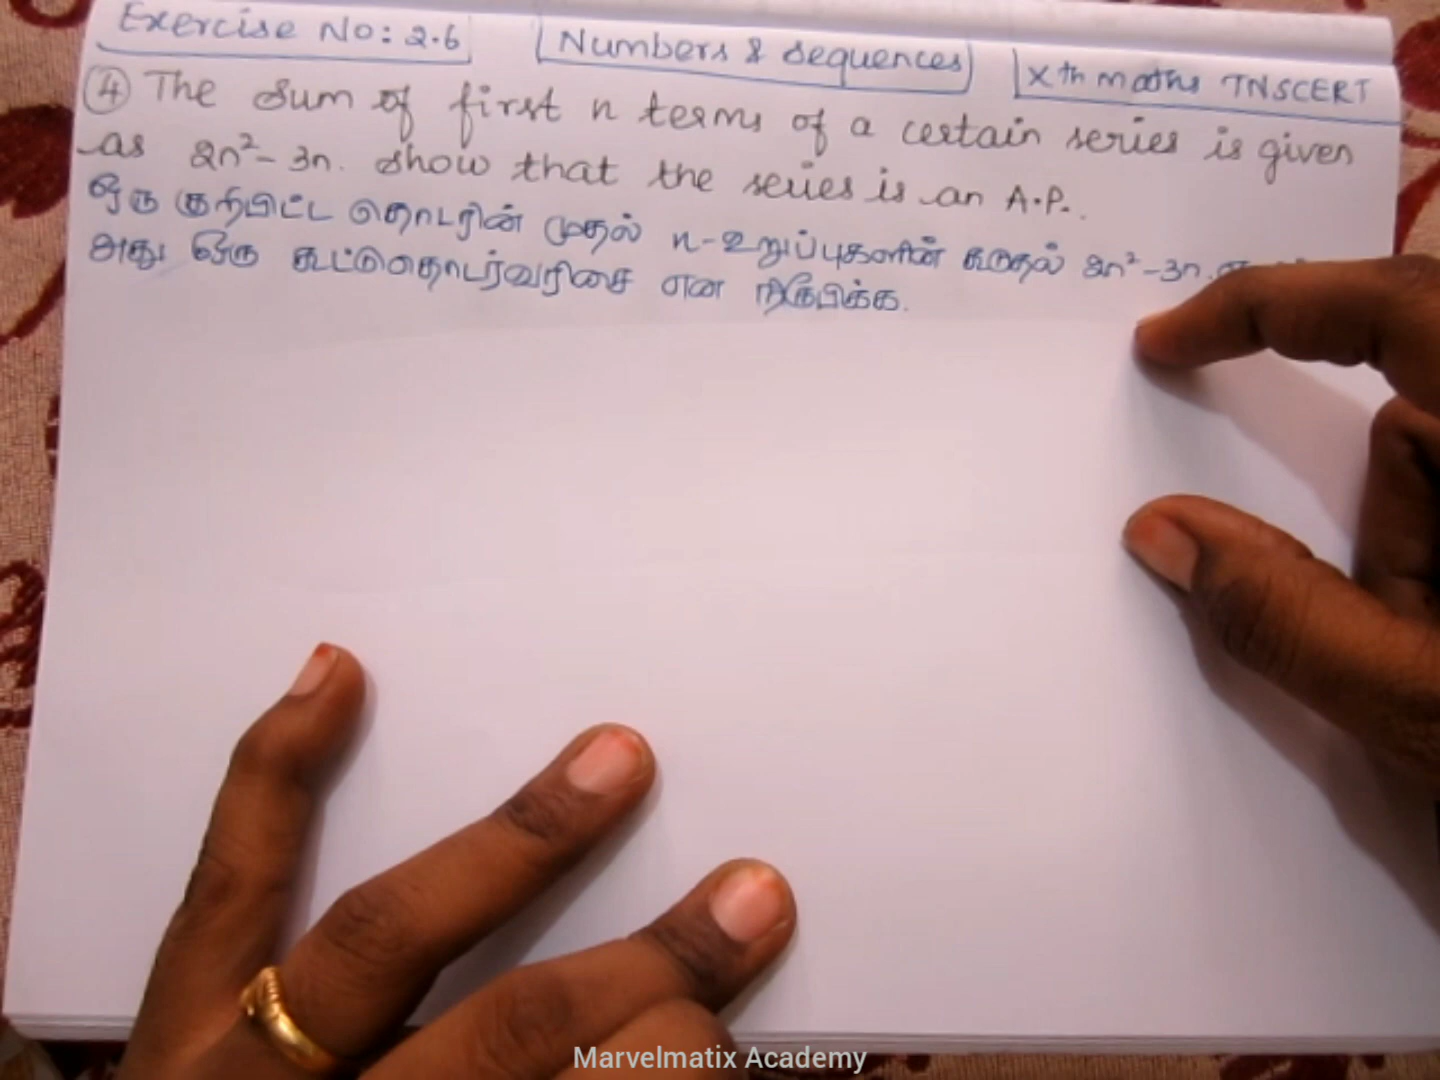 Exercise No: 2.6 Numbers & Sequences Xth maths TNSCERT
④ The Sum of first n terms of a certain series is given
as 2n²- 3n. Show that the series is an A.P.
ஒரு குறிப்பிட்ட தொடரின் முதல் n-உறுப்புகளின் கூடுதல் 2n²-3n.
அது ஒரு கூட்டுதொடர்வரிசை என நிரூபிக்க.
Marvelmatix Academy